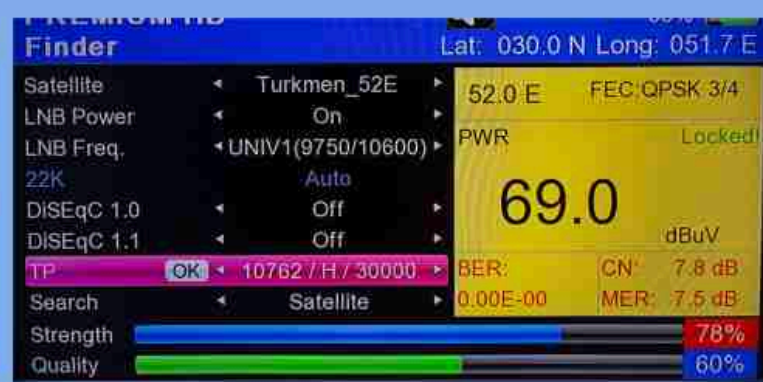 PREMIUM HD
Finder
Lat: 030.0 N Long: 051.7 E
Satellite Turkmen_52E
LNB Power On
LNB Freq. UNIV1(9750/10600)
22K Auto
DiSEqC 1.0 Off
DiSEqC 1.1 Off
TP OK 10762 / H / 30000
Search Satellite
52.0 E FEC:QPSK 3/4
PWR Locked!
69.0
dBuV
BER: CN: 7.8 dB
0.00E-00 MER: 7.5 dB
Strength 78%
Quality 60%